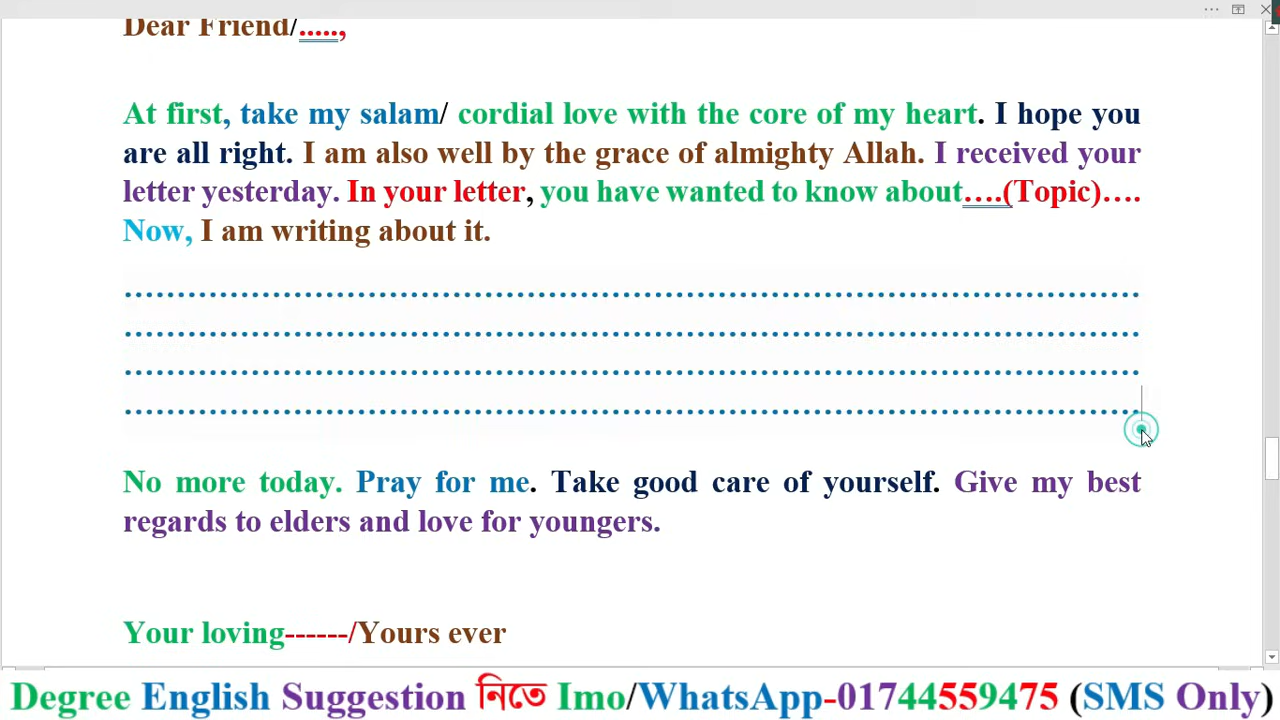 Dear Friend/.....,
At first, take my salam/ cordial love with the core of my heart. I hope you
are all right. I am also well by the grace of almighty Allah. I received your
letter yesterday. In your letter, you have wanted to know about….(Topic)….
Now, I am writing about it.
………………………………………………………………………
………………………………………………………………………
………………………………………………………………………
………………………………………………………………………
No more today. Pray for me. Take good care of yourself. Give my best
regards to elders and love for youngers.
Your loving------/Yours ever
Degree English Suggestion নিতে Imo/WhatsApp-01744559475 (SMS Only)